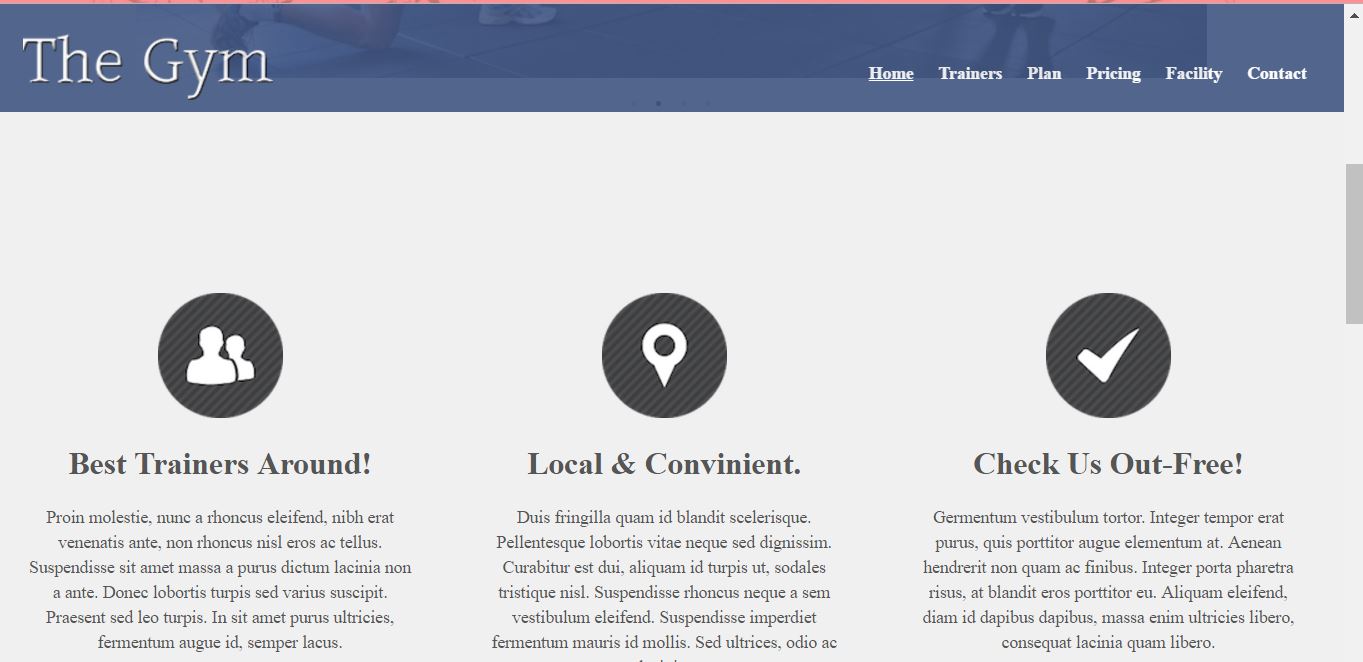 The Gym
Home Trainers Plan Pricing Facility Contact
Best Trainers Around!
Proin molestie, nunc a rhoncus eleifend, nibh erat
venenatis ante, non rhoncus nisl eros ac tellus.
Suspendisse sit amet massa a purus dictum lacinia non
a ante. Donec lobortis turpis sed varius suscipit.
Praesent sed leo turpis. In sit amet purus ultricies,
fermentum augue id, semper lacus.
Local & Convinient.
Duis fringilla quam id blandit scelerisque.
Pellentesque lobortis vitae neque sed dignissim.
Curabitur est dui, aliquam id turpis ut, sodales
tristique nisl. Suspendisse rhoncus neque a sem
vestibulum eleifend. Suspendisse imperdiet
fermentum mauris id mollis. Sed ultrices, odio ac
Check Us Out-Free!
Germentum vestibulum tortor. Integer tempor erat
purus, quis porttitor augue elementum at. Aenean
hendrerit non quam ac finibus. Integer porta pharetra
risus, at blandit eros porttitor eu. Aliquam eleifend,
diam id dapibus dapibus, massa enim ultricies libero,
consequat lacinia quam libero.